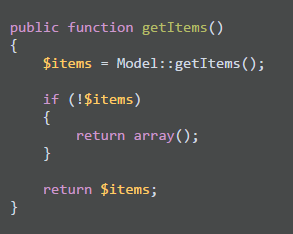 public function getItems()
{
    $items = Model::getItems();

    if (!$items)
    {
        return array();
    }

    return $items;
}